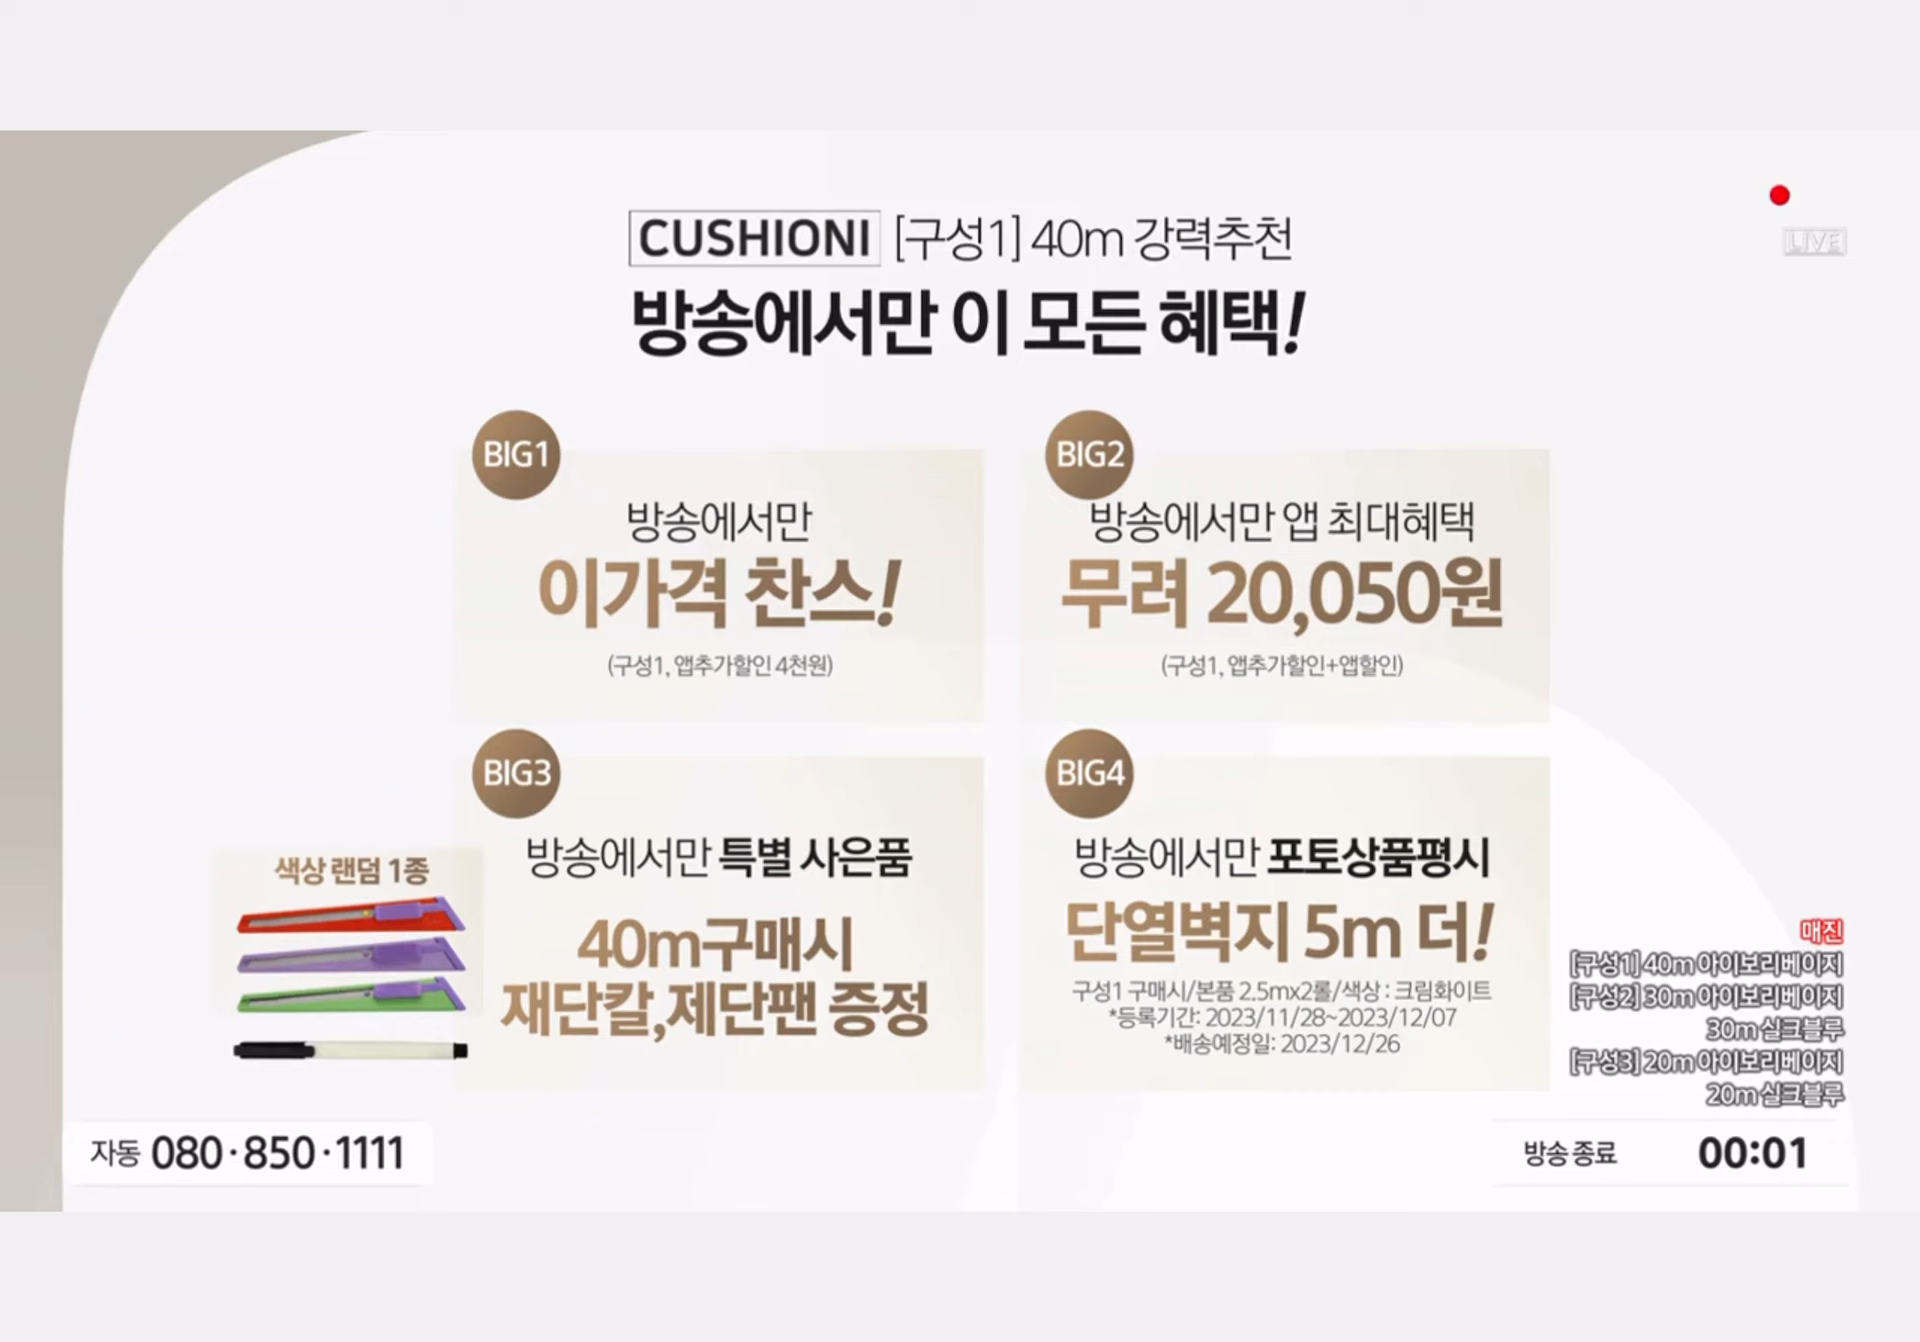 CUSHIONI [구성1] 40m 강력추천
방송에서만 이 모든 혜택!
LIVE
BIG1
방송에서만
이가격 찬스!
(구성1, 앱추가할인 4천원)
BIG2
방송에서만 앱 최대혜택
무려 20,050원
(구성1, 앱추가할인+앱할인)
BIG3
방송에서만 특별 사은품
40m구매시
재단칼,제단팬 증정
색상 랜덤 1종
BIG4
방송에서만 포토상품평시
단열벽지 5m 더!
구성1 구매시/본품 2.5mx2롤/색상 : 크림화이트
*등록기간: 2023/11/28~2023/12/07
*배송예정일: 2023/12/26
매진
[구성1] 40m 아이보리베이지
[구성2] 30m 아이보리베이지
30m 실크블루
[구성3] 20m 아이보리베이지
20m 실크블루
자동 080·850·1111
방송 종료 00:01